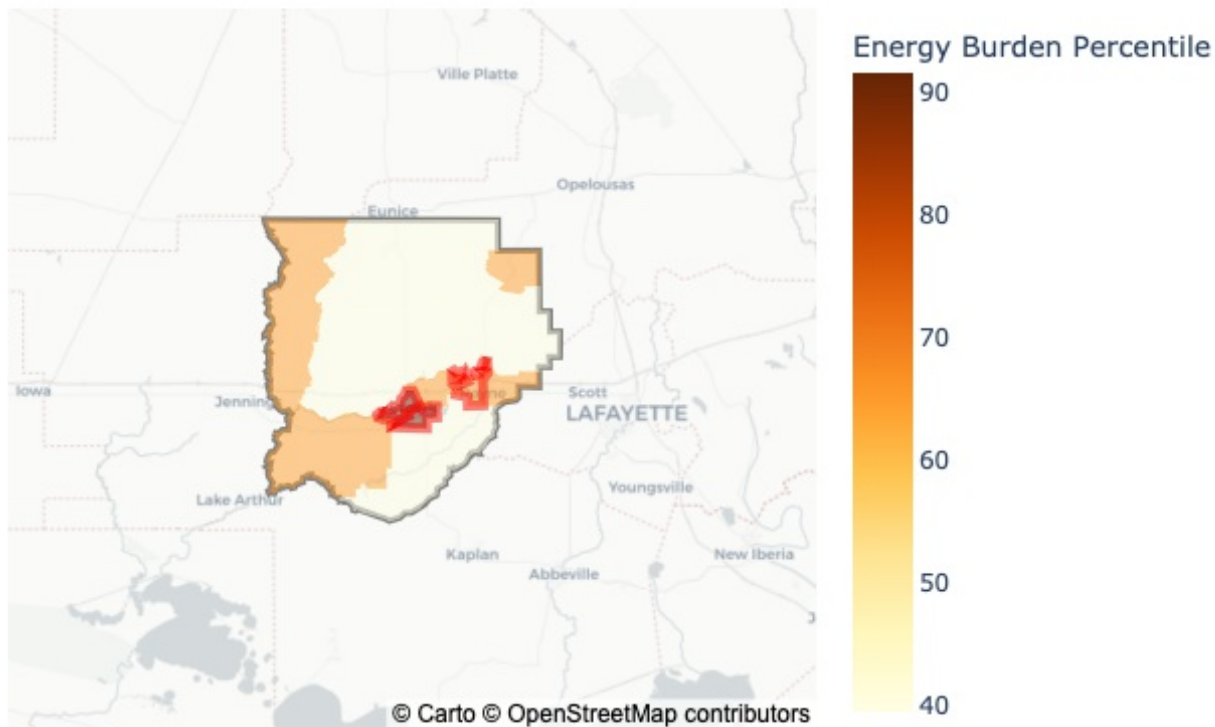 Energy Burden Percentile
90
80
70
60
50
40
Ville Platte
Opelousas
Eunice
Iowa
Jenning
Scott
LAFAYETTE
Lake Arthur
Youngsville
Kaplan
New Iberia
Abbeville
© Carto © OpenStreetMap contributors